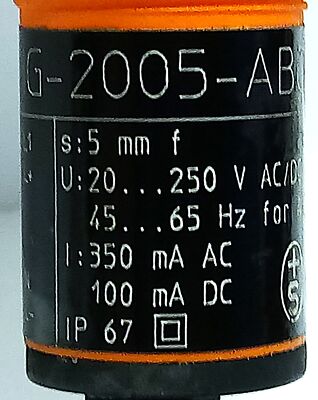 G-2005-AB
s:5 mm f
U:20...250 V AC/DC
45...65 Hz for
I:350 mA AC
100 mA DC
IP 67